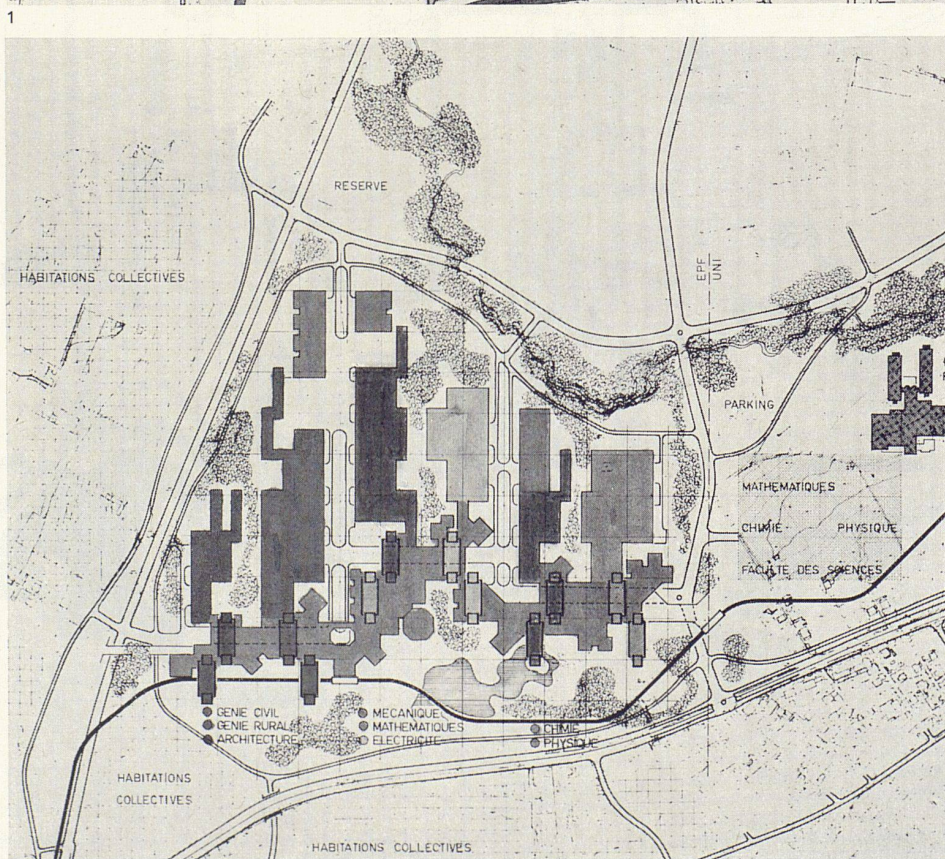 1
RESERVE
HABITATIONS COLLECTIVES
EPF
UNI
PARKING
MATHEMATIQUES
CHIMIE PHYSIQUE
FACULTE DES SCIENCES
GENIE CIVIL
GENIE RURAL
ARCHITECTURE
MECANIQUE
MATHEMATIQUES
ELECTRICITE
CHIMIE
PHYSIQUE
HABITATIONS
COLLECTIVES
HABITATIONS COLLECTIVES